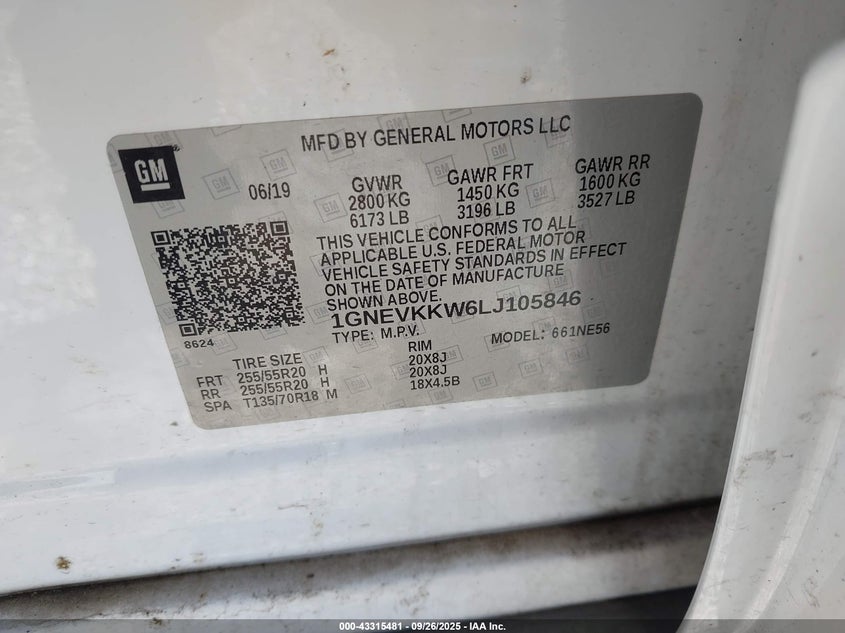 MFD BY GENERAL MOTORS LLC
GM
06/19
GVWR
2800 KG
6173 LB
GAWR FRT
1450 KG
3196 LB
GAWR RR
1600 KG
3527 LB
THIS VEHICLE CONFORMS TO ALL
APPLICABLE U.S. FEDERAL MOTOR
VEHICLE SAFETY STANDARDS IN EFFECT
ON THE DATE OF MANUFACTURE
SHOWN ABOVE.
1GNEVKKW6LJ105846
TYPE: M.P.V.
MODEL: 661NE56
8624
TIRE SIZE RIM
FRT 255/55R20 H 20X8J
RR 255/55R20 H 20X8J
SPA T135/70R18 M 18X4.5B
000-43315481 - 09/26/2025 - IAA Inc.